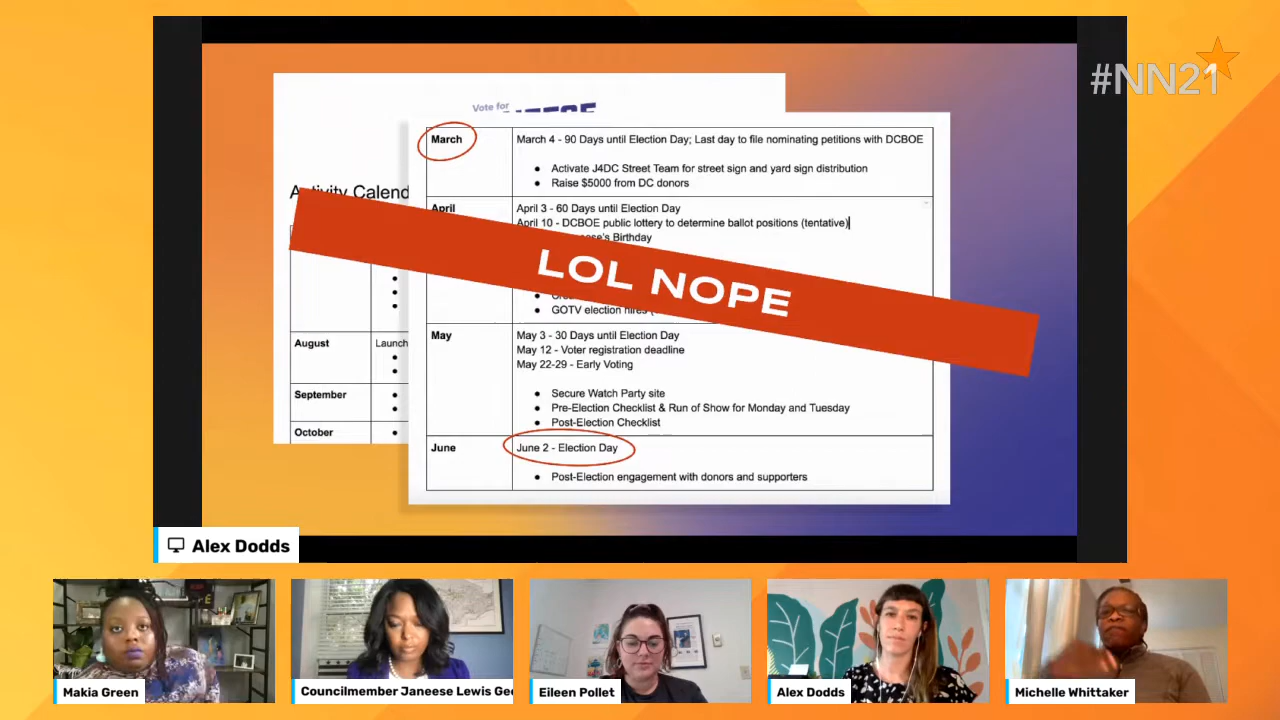 #NN21
Vote for
Activity Calend
August
Launch
September
October
March
March 4 - 90 Days until Election Day; Last day to file nominating petitions with DCBOE
● Activate J4DC Street Team for street sign and yard sign distribution
● Raise $5000 from DC donors
April
April 3 - 60 Days until Election Day
April 10 - DCBOE public lottery to determine ballot positions (tentative)
Birthday
LOL NOPE
GOTV election hires
May
May 3 - 30 Days until Election Day
May 12 - Voter registration deadline
May 22-29 - Early Voting
● Secure Watch Party site
● Pre-Election Checklist & Run of Show for Monday and Tuesday
● Post-Election Checklist
June
June 2 - Election Day
● Post-Election engagement with donors and supporters
Alex Dodds
Makia Green
Councilmember Janeese Lewis Ge
Eileen Pollet
Alex Dodds
Michelle Whittaker